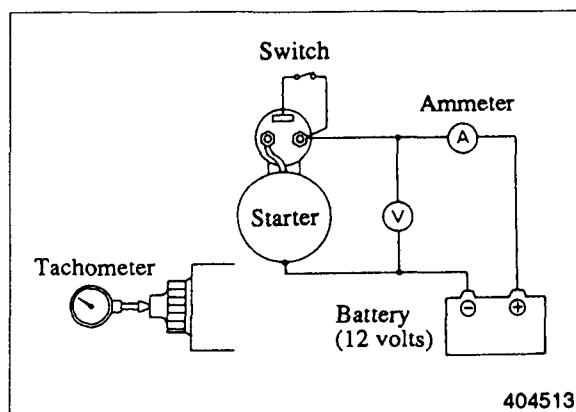 Switch
Ammeter
A
Starter
V
Tachometer
Battery
(12 volts)
− +
404513